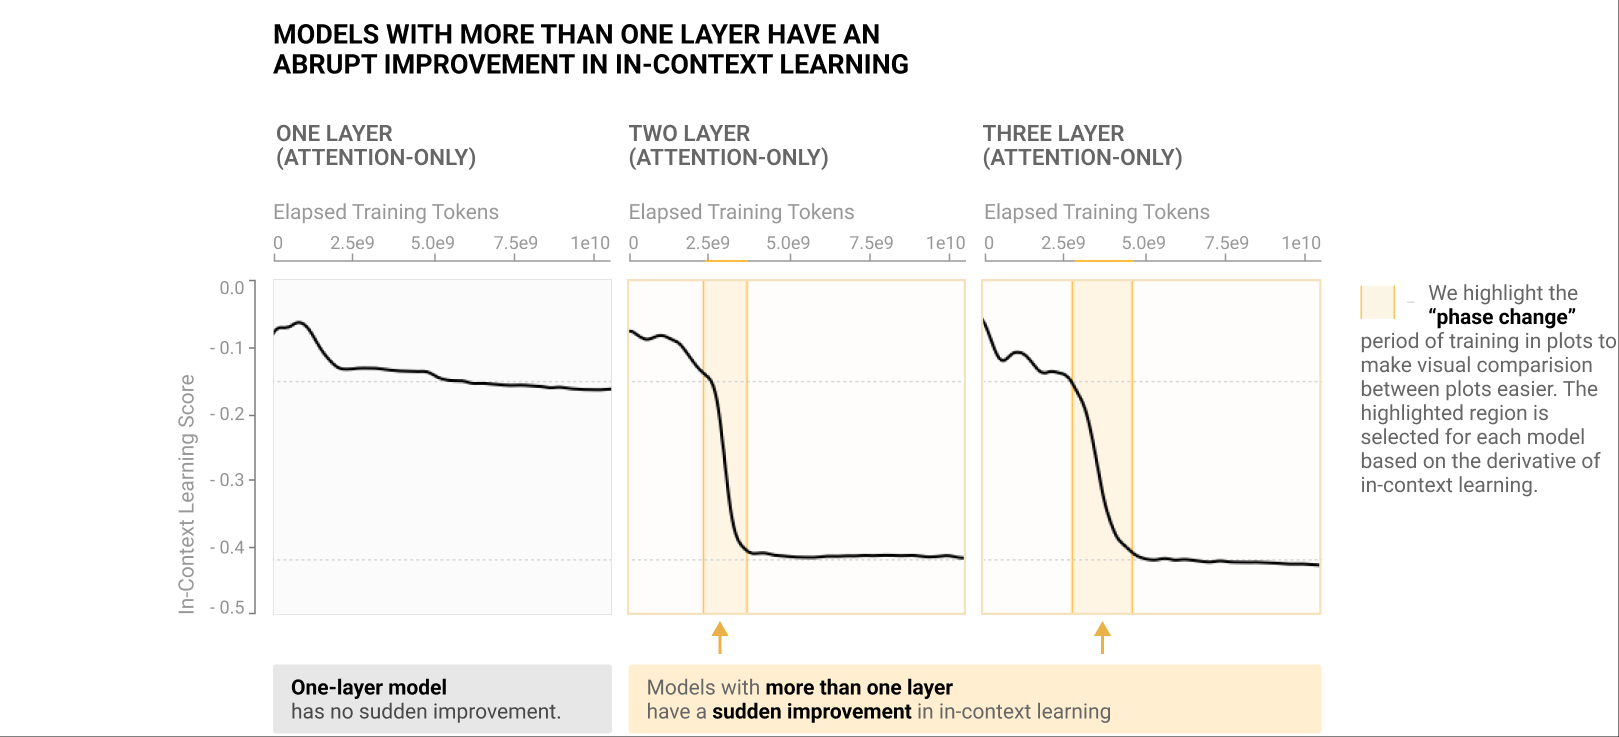 MODELS WITH MORE THAN ONE LAYER HAVE AN
ABRUPT IMPROVEMENT IN IN-CONTEXT LEARNING
ONE LAYER
(ATTENTION-ONLY)
TWO LAYER
(ATTENTION-ONLY)
THREE LAYER
(ATTENTION-ONLY)
Elapsed Training Tokens
Elapsed Training Tokens
Elapsed Training Tokens
0 2.5e9 5.0e9 7.5e9 1e10
0 2.5e9 5.0e9 7.5e9 1e10
0 2.5e9 5.0e9 7.5e9 1e10
In-Context Learning Score
0.0
- 0.1
- 0.2
- 0.3
- 0.4
- 0.5
We highlight the
“phase change”
period of training in plots to
make visual comparision
between plots easier. The
highlighted region is
selected for each model
based on the derivative of
in-context learning.
One-layer model
has no sudden improvement.
Models with more than one layer
have a sudden improvement in in-context learning